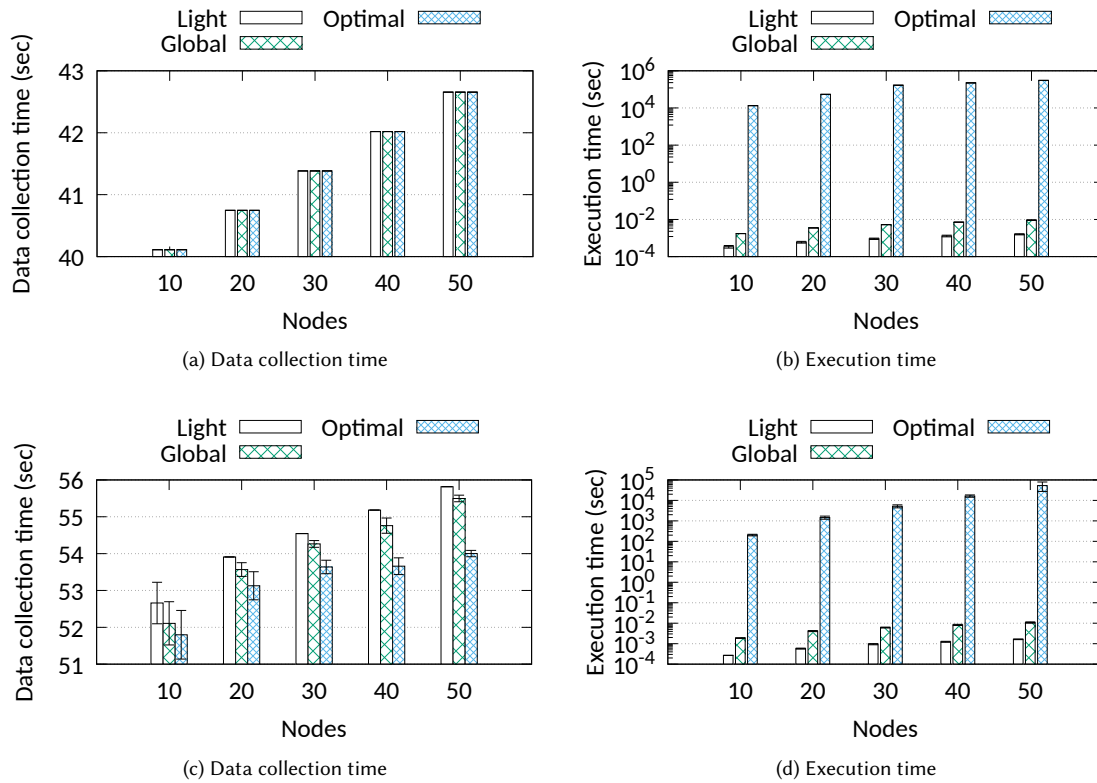 Light Optimal
Global
Data collection time (sec)
43
42
41
40
10 20 30 40 50
Nodes
(a) Data collection time
Light Optimal
Global
Execution time (sec)
10^6
10^4
10^2
10^0
10^-2
10^-4
10 20 30 40 50
Nodes
(b) Execution time
Light Optimal
Global
Data collection time (sec)
56
55
54
53
52
51
10 20 30 40 50
Nodes
(c) Data collection time
Light Optimal
Global
Execution time (sec)
10^5
10^4
10^3
10^2
10^1
10^0
10^-1
10^-2
10^-3
10^-4
10 20 30 40 50
Nodes
(d) Execution time